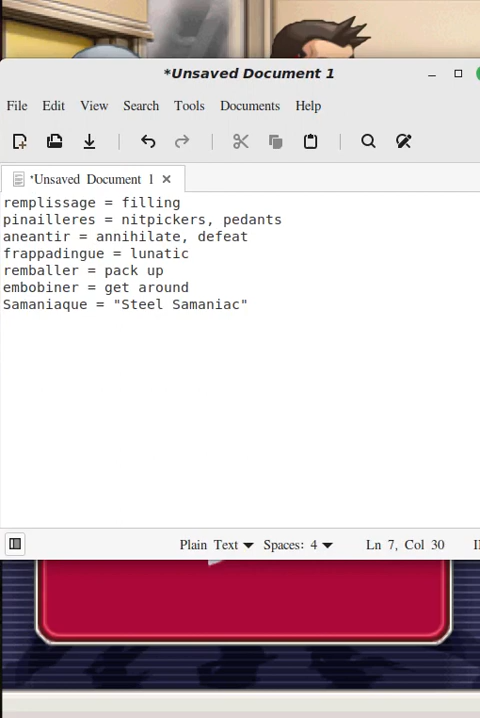 *Unsaved Document 1
File Edit View Search Tools Documents Help
*Unsaved Document 1
remplissage = filling
pinailleres = nitpickers, pedants
aneantir = annihilate, defeat
frappadingue = lunatic
remballer = pack up
embobiner = get around
Samaniaque = "Steel Samaniac"
Plain Text Spaces: 4 Ln 7, Col 30